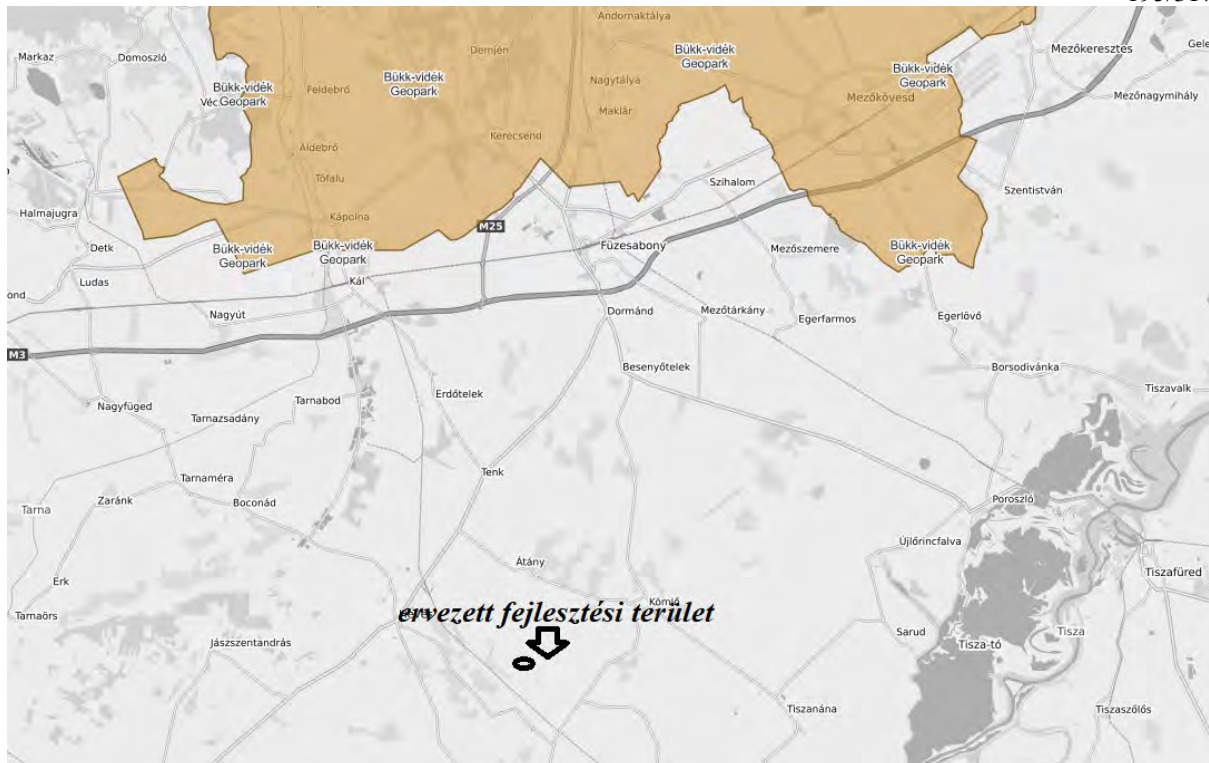 Andornaktálya
Markaz
Domoszló
Demjén
Bükk-vidék
Geopark
Mezőkeresztes
Bükk-vidék
Geopark
Bükk-vidék
Geopark
Bükk-vidék
Geopark
Véc
Feldebrő
Nagytálya
Maklár
Mezőkövesd
Mezőnagymihály
Kerecsend
Aldebrő
Tófalu
Szihalom
Szentistván
Halmajugra
Kápolna
M25
Detk
Bükk-vidék
Geopark
Bükk-vidék
Geopark
Füzesabony
Mezőszemere
Bükk-vidék
Geopark
Ludas
Kál
Nagyút
Dormánd
Mezőtárkány
Egerfarmos
Egerlövő
M3
Besenyőtelek
Borsodivánka
Tiszavalk
Nagyfüged
Tarnazsadány
Tarnabod
Erdőtelek
Tarnaméra
Tenk
Zaránk
Boconád
Tarna
Poroszló
Újlőrincfalva
Átány
Tiszafüred
Érk
Kömlő
Tarnaörs
ervezett fejlesztési terület
Jászszentandrás
Sarud
Tisza-tó
Tisza
Tiszanána
Tiszaszőlős